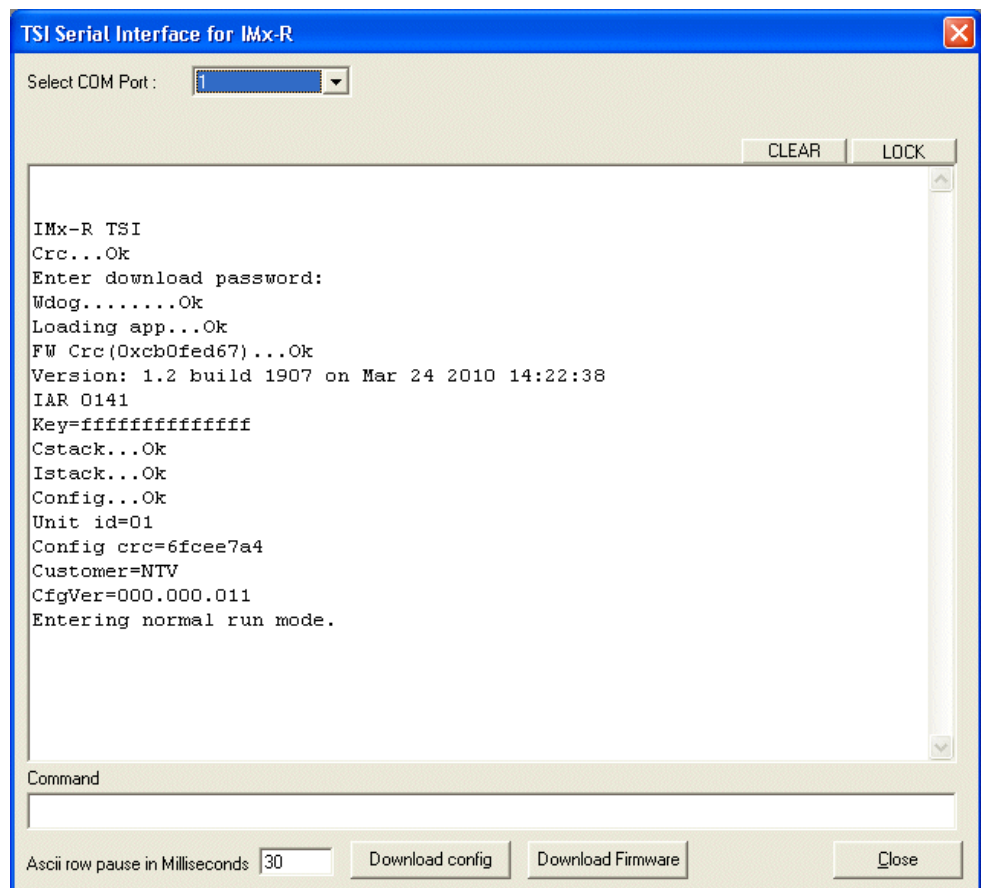 TSI Serial Interface for IMx-R
Select COM Port : 1
CLEAR LOCK
IMx-R TSI
Crc...Ok
Enter download password:
Wdog........Ok
Loading app...Ok
FW Crc(0xcb0fed67)...Ok
Version: 1.2 build 1907 on Mar 24 2010 14:22:38
IAR 0141
Key=ffffffffffffff
Cstack...Ok
Istack...Ok
Config...Ok
Unit id=01
Config crc=6fcee7a4
Customer=NTV
CfgVer=000.000.011
Entering normal run mode.
Command
Ascii row pause in Milliseconds 30 Download config Download Firmware Close